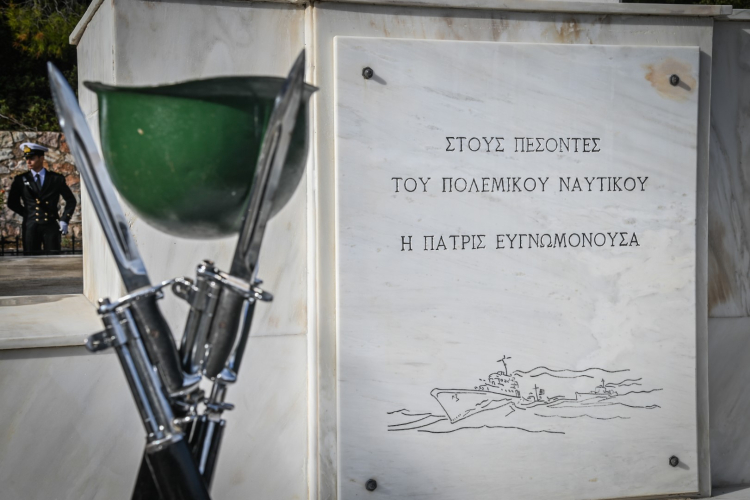 ΣΤΟΥΣ ΠΕΣΟΝΤΕΣ
ΤΟΥ ΠΟΛΕΜΙΚΟΥ ΝΑΥΤΙΚΟΥ
Η ΠΑΤΡΙΣ ΕΥΓΝΩΜΟΝΟΥΣΑ